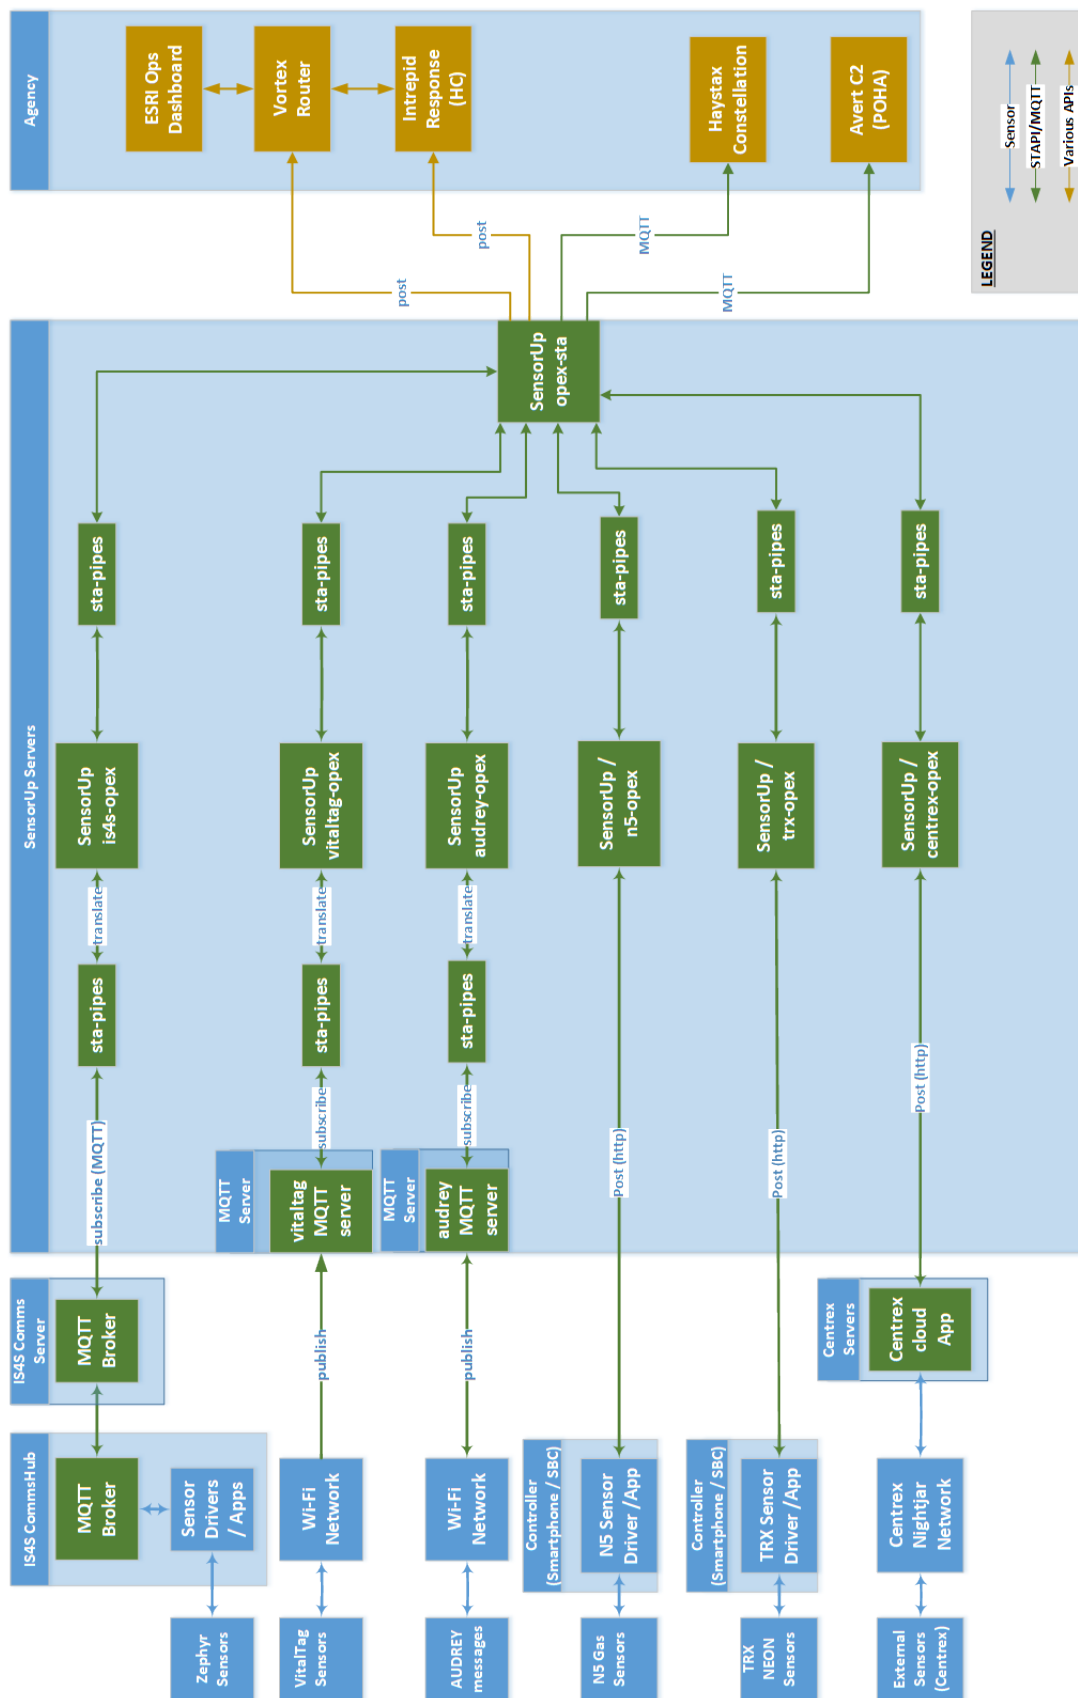 IS4S CommsHub
MQTT
Broker
Sensor
Drivers
/ Apps
Zephyr
Sensors
IS4S Comms
Server
MQTT
Broker
subscribe (MQTT)
SensorUp Servers
sta-pipes
translate
SensorUp
is4s-opex
sta-pipes
VitalTag
Sensors
Wi-Fi
Network
publish
MQTT
Server
vitaltag
MQTT
server
subscribe
sta-pipes
translate
SensorUp
vitaltag-opex
sta-pipes
AUDREY
messages
Wi-Fi
Network
publish
MQTT
Server
audrey
MQTT
server
subscribe
sta-pipes
translate
SensorUp
audrey-opex
sta-pipes
N5 Gas
Sensors
Controller
(Smartphone / SBC)
N5 Sensor
Driver /App
Post (http)
SensorUp /
n5-opex
sta-pipes
TRX
NEON
Sensors
Controller
(Smartphone / SBC)
TRX Sensor
Driver /App
Post (http)
SensorUp /
trx-opex
sta-pipes
External
Sensors
(Centrex)
Centrex
Nightjar
Network
Centrex
Servers
Centrex
cloud
App
Post (http)
SensorUp /
centrex-opex
sta-pipes
SensorUp
opex-sta
post
post
MQTT
MQTT
Agency
ESRI Ops
Dashboard
Vortex
Router
Intrepid
Response
(HC)
Haystax
Constellation
Avert C2
(POHA)
LEGEND
Sensor
STAPI/MQTT
Various APIs